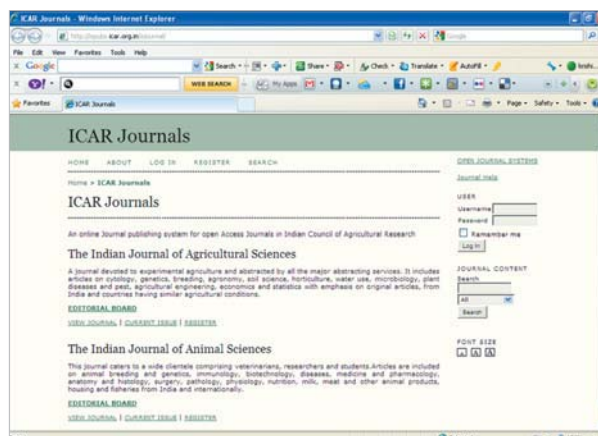 ICAR Journals - Windows Internet Explorer
Google
File Edit View Favorites Tools Help
Google Search Share Check Translate AutoFill
WEB SEARCH My Apps
Favorites ICAR Journals
Page Safety Tools
ICAR Journals
HOME ABOUT LOG IN REGISTER SEARCH
Home > ICAR Journals
ICAR Journals
An online Journal publishing system for open Access Journals in Indian Council of Agricultural Research
The Indian Journal of Agricultural Sciences
A journal devoted to experimental agriculture and abstracted by all the major abstracting services. It includes
articles on cytology, genetics, breeding, agronomy, soil science, horticulture, water use, microbiology, plant
diseases and pest, agricultural engineering, economics and statistics with emphasis on original articles, from
India and countries having similar agricultural conditions.
EDITORIAL BOARD
VIEW JOURNAL | CURRENT ISSUE | REGISTER
The Indian Journal of Animal Sciences
This journal caters to a wide clientele comprising veterinarians, researchers and students.Articles are included
on animal breeding and genetics, immunology, biotechnology, diseases, medicine and pharmacology,
anatomy and histology, surgery, pathology, physiology, nutrition, milk, meat and other animal products,
housing and fisheries from India and internationally.
EDITORIAL BOARD
VIEW JOURNAL | CURRENT ISSUE | REGISTER
OPEN JOURNAL SYSTEMS
Journal Help
USER
Username
Password
Remember me
Log In
JOURNAL CONTENT
Search
All
Search
FONT SIZE
A A A